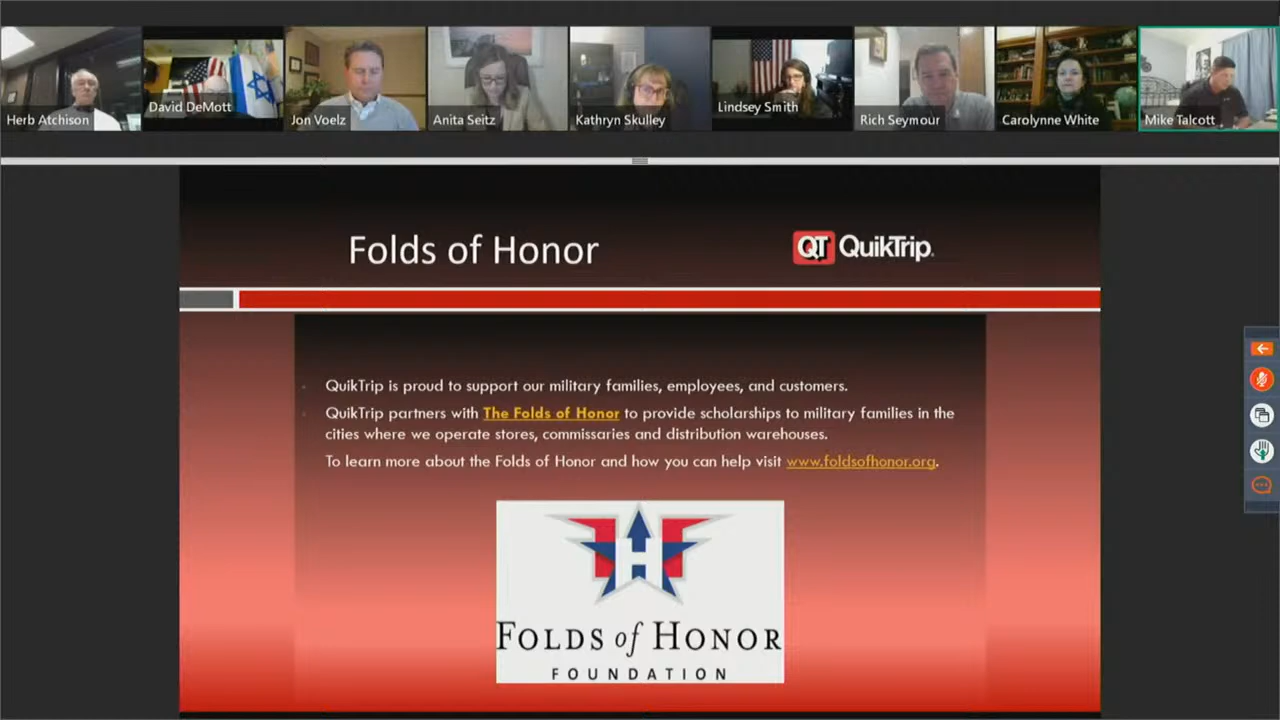 Herb Atchison
David DeMott
Jon Voelz
Anita Seitz
Kathryn Skulley
Lindsey Smith
Rich Seymour
Carolynne White
Mike Talcott
Folds of Honor
QT QuikTrip.
QuikTrip is proud to support our military families, employees, and customers.
QuikTrip partners with The Folds of Honor to provide scholarships to military families in the
cities where we operate stores, commissaries and distribution warehouses.
To learn more about the Folds of Honor and how you can help visit www.foldsofhonor.org.
H
FOLDS of HONOR
FOUNDATION